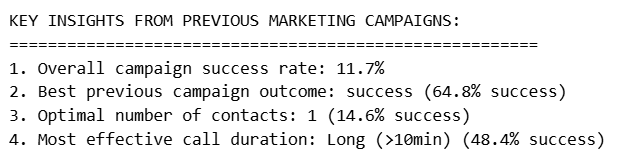 KEY INSIGHTS FROM PREVIOUS MARKETING CAMPAIGNS:
=======================================================
1. Overall campaign success rate: 11.7%
2. Best previous campaign outcome: success (64.8% success)
3. Optimal number of contacts: 1 (14.6% success)
4. Most effective call duration: Long (>10min) (48.4% success)